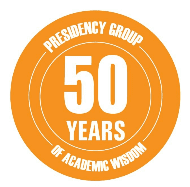 PRESIDENCY GROUP
50
YEARS
OF ACADEMIC WISDOM